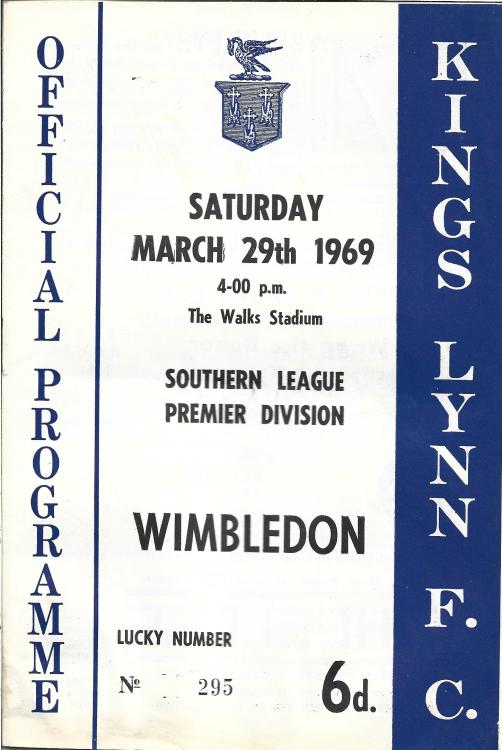 OFFICIAL PROGRAMME
SATURDAY
MARCH 29th 1969
4-00 p.m.
The Walks Stadium
SOUTHERN LEAGUE
PREMIER DIVISION
WIMBLEDON
LUCKY NUMBER
№ 295
6d.
KINGS LYNN F. C.